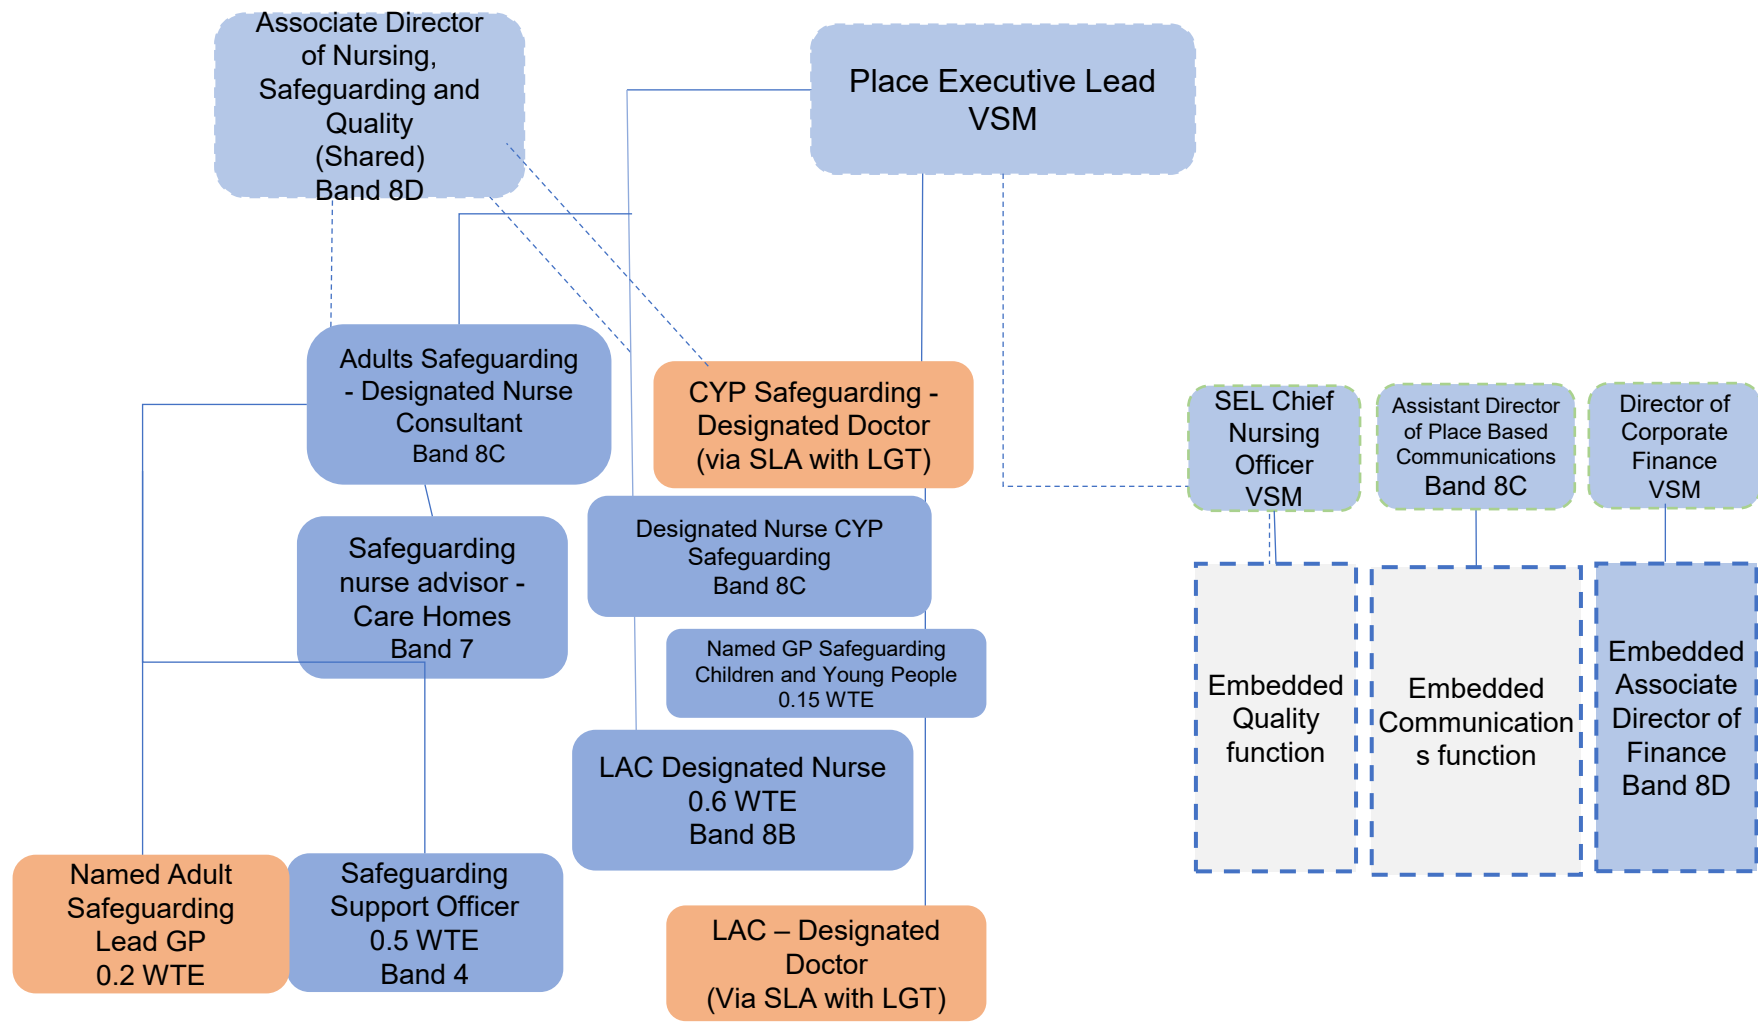 Associate Director
of Nursing,
Safeguarding and
Quality
(Shared)
Band 8D
Place Executive Lead
VSM
Adults Safeguarding
- Designated Nurse
Consultant
Band 8C
CYP Safeguarding -
Designated Doctor
(via SLA with LGT)
SEL Chief
Nursing
Officer
VSM
Assistant Director
of Place Based
Communications
Band 8C
Director of
Corporate
Finance
VSM
Safeguarding
nurse advisor -
Care Homes
Band 7
Designated Nurse CYP
Safeguarding
Band 8C
Named GP Safeguarding
Children and Young People
0.15 WTE
Embedded
Quality
function
Embedded
Communication
s function
Embedded
Associate
Director of
Finance
Band 8D
LAC Designated Nurse
0.6 WTE
Band 8B
Named Adult
Safeguarding
Lead GP
0.2 WTE
Safeguarding
Support Officer
0.5 WTE
Band 4
LAC – Designated
Doctor
(Via SLA with LGT)